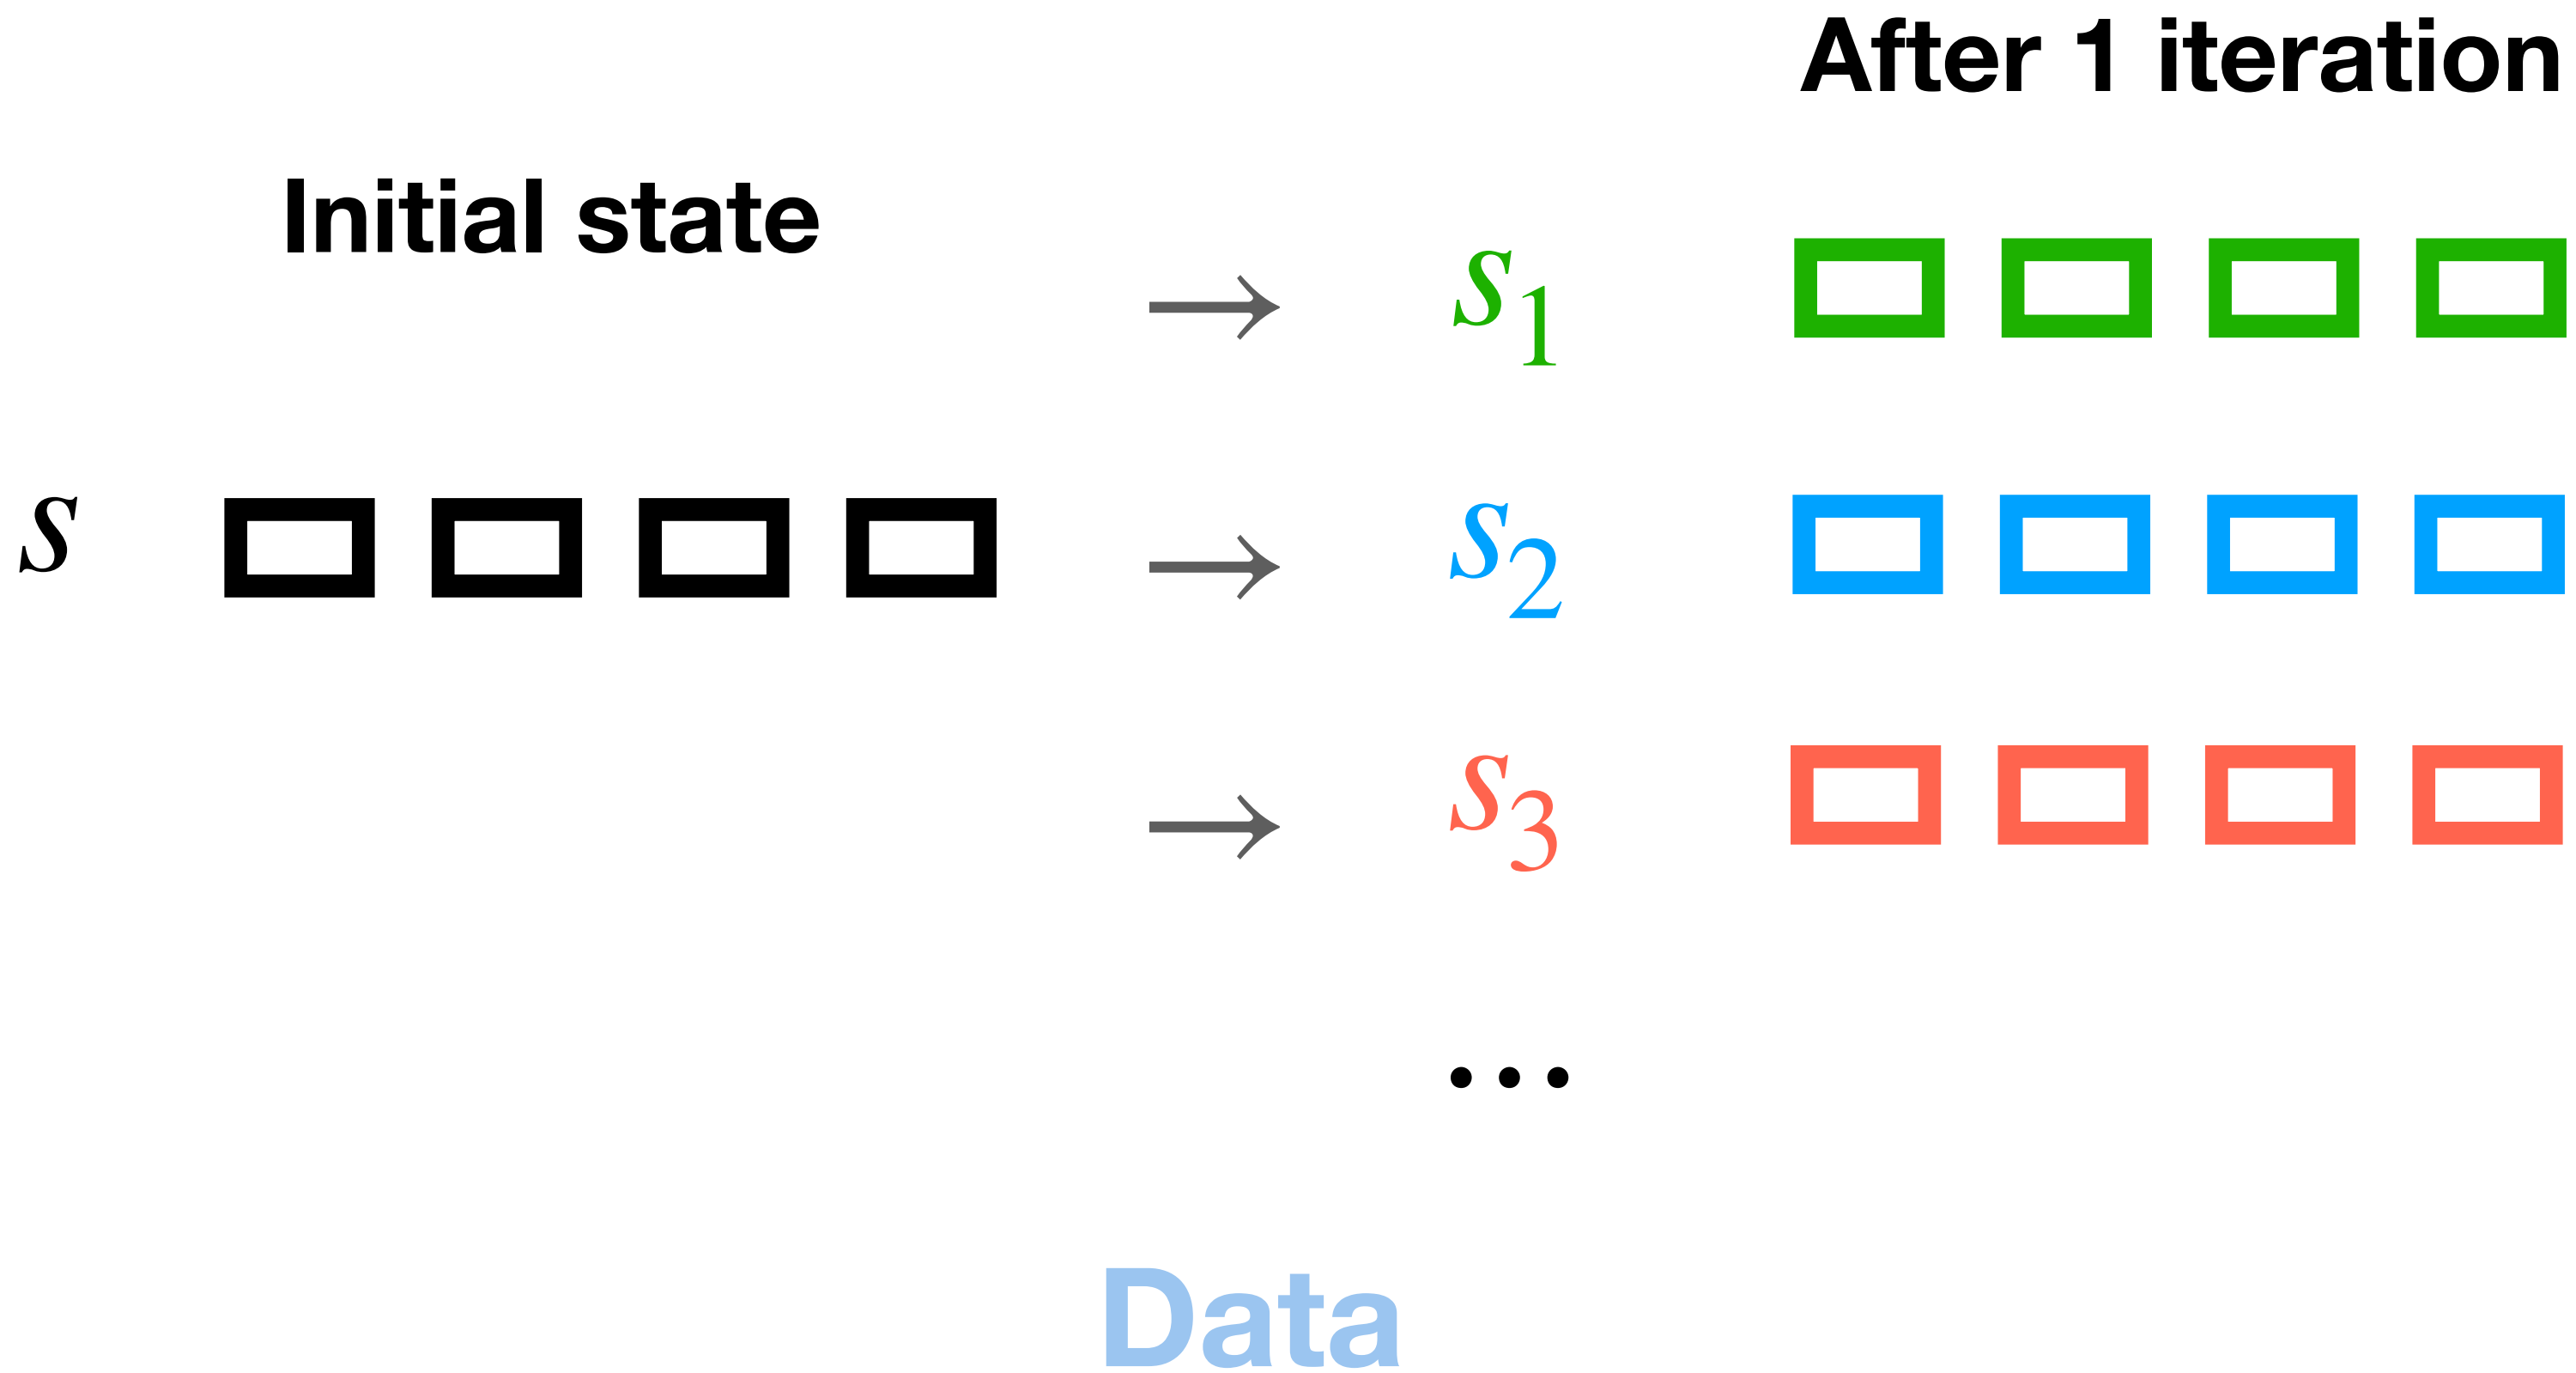 After 1 iteration
Initial state
→ s₁
s → s₂
→ s₃
...
Data